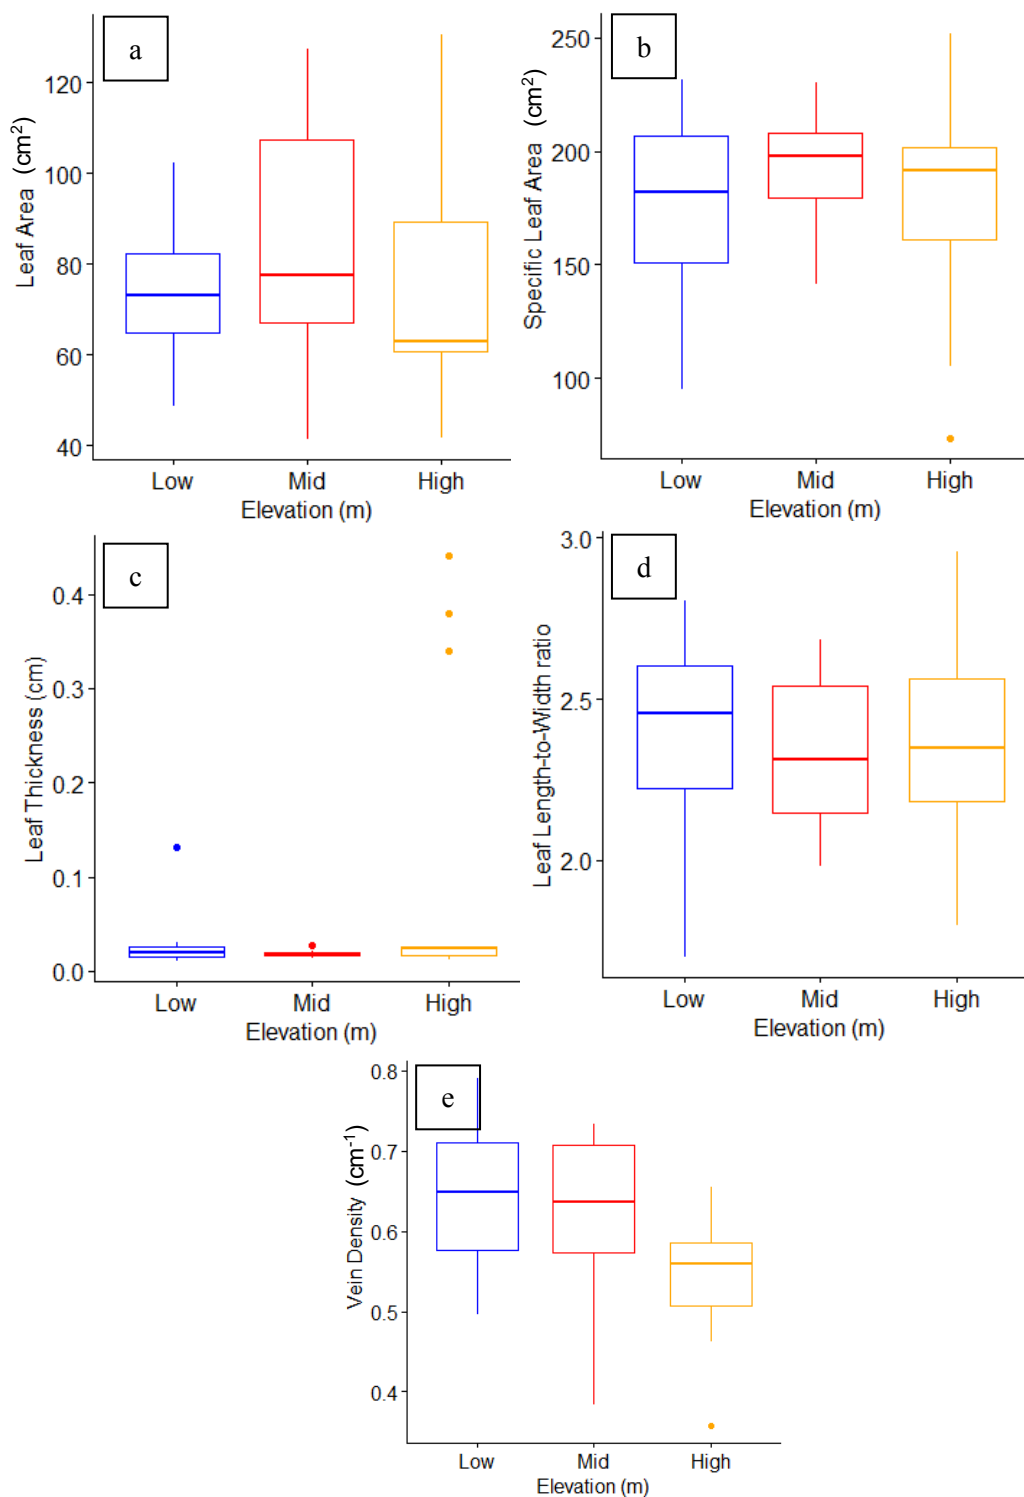 a
Leaf Area (cm²)
120
100
80
60
40
Low Mid High
Elevation (m)
b
Specific Leaf Area (cm²)
250
200
150
100
Low Mid High
Elevation (m)
c
Leaf Thickness (cm)
0.4
0.3
0.2
0.1
0.0
Low Mid High
Elevation (m)
d
Leaf Length-to-Width ratio
3.0
2.5
2.0
Low Mid High
Elevation (m)
e
Vein Density (cm⁻¹)
0.8
0.7
0.6
0.5
0.4
Low Mid High
Elevation (m)